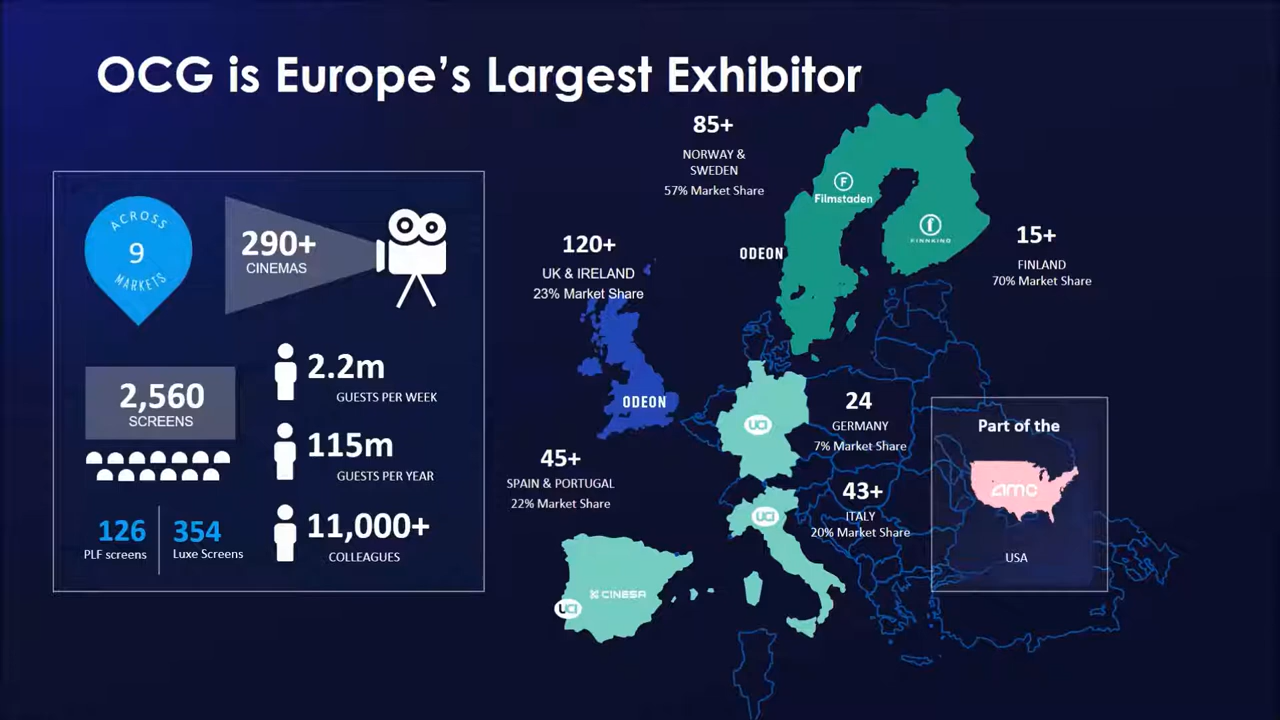 OCG is Europe's Largest Exhibitor
ACROSS
9
MARKETS
290+
CINEMAS
2,560
SCREENS
126
PLF screens
354
Luxe Screens
2.2m
GUESTS PER WEEK
115m
GUESTS PER YEAR
11,000+
COLLEAGUES
85+
NORWAY &
SWEDEN
57% Market Share
F
Filmstaden
f
FINNKINO
ODEON
15+
FINLAND
70% Market Share
120+
UK & IRELAND
23% Market Share
ODEON
24
GERMANY
7% Market Share
UCI
45+
SPAIN & PORTUGAL
22% Market Share
43+
ITALY
20% Market Share
UCI
CINESA
UCI
Part of the
amc
USA